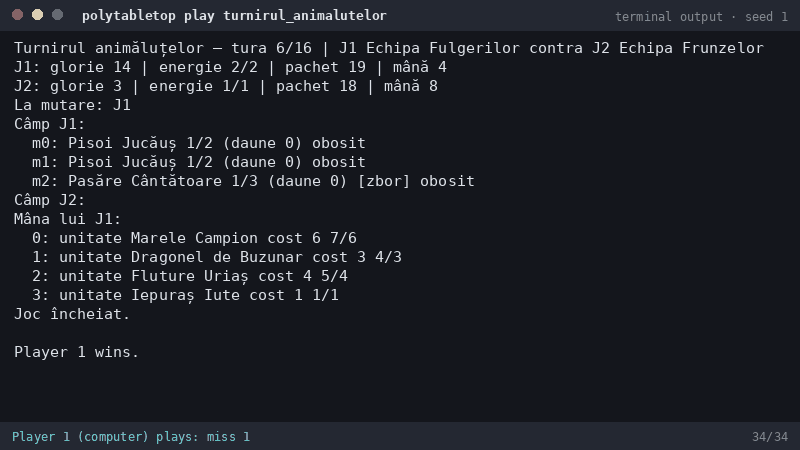 polytabletop play turnirul_animalutelor
terminal output · seed 1
Turnirul animăluțelor — tura 6/16 | J1 Echipa Fulgerilor contra J2 Echipa Frunzelor
J1: glorie 14 | energie 2/2 | pachet 19 | mână 4
J2: glorie 3 | energie 1/1 | pachet 18 | mână 8
La mutare: J1
Câmp J1:
  m0: Pisoi Jucăuș 1/2 (daune 0) obosit
  m1: Pisoi Jucăuș 1/2 (daune 0) obosit
  m2: Pasăre Cântătoare 1/3 (daune 0) [zbor] obosit
Câmp J2:
Mâna lui J1:
  0: unitate Marele Campion cost 6 7/6
  1: unitate Dragonel de Buzunar cost 3 4/3
  2: unitate Fluture Uriaș cost 4 5/4
  3: unitate Iepuraș Iute cost 1 1/1
Joc încheiat.
Player 1 wins.
Player 1 (computer) plays: miss 1
34/34